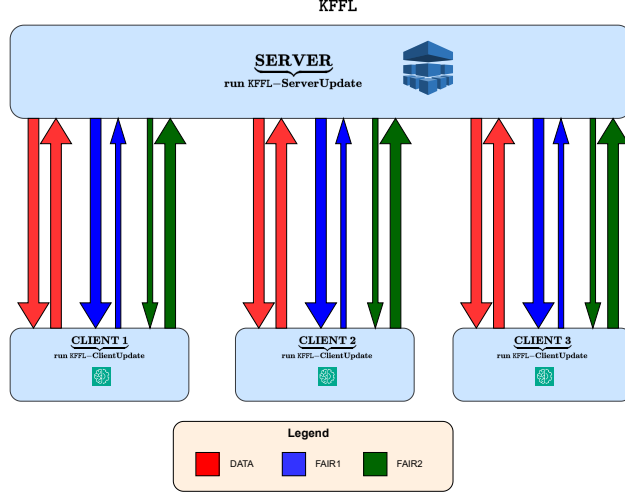 KFFL
SERVER
run KFFL−ServerUpdate
CLIENT 1
run KFFL−ClientUpdate
CLIENT 2
run KFFL−ClientUpdate
CLIENT 3
run KFFL−ClientUpdate
Legend
DATA
FAIR1
FAIR2